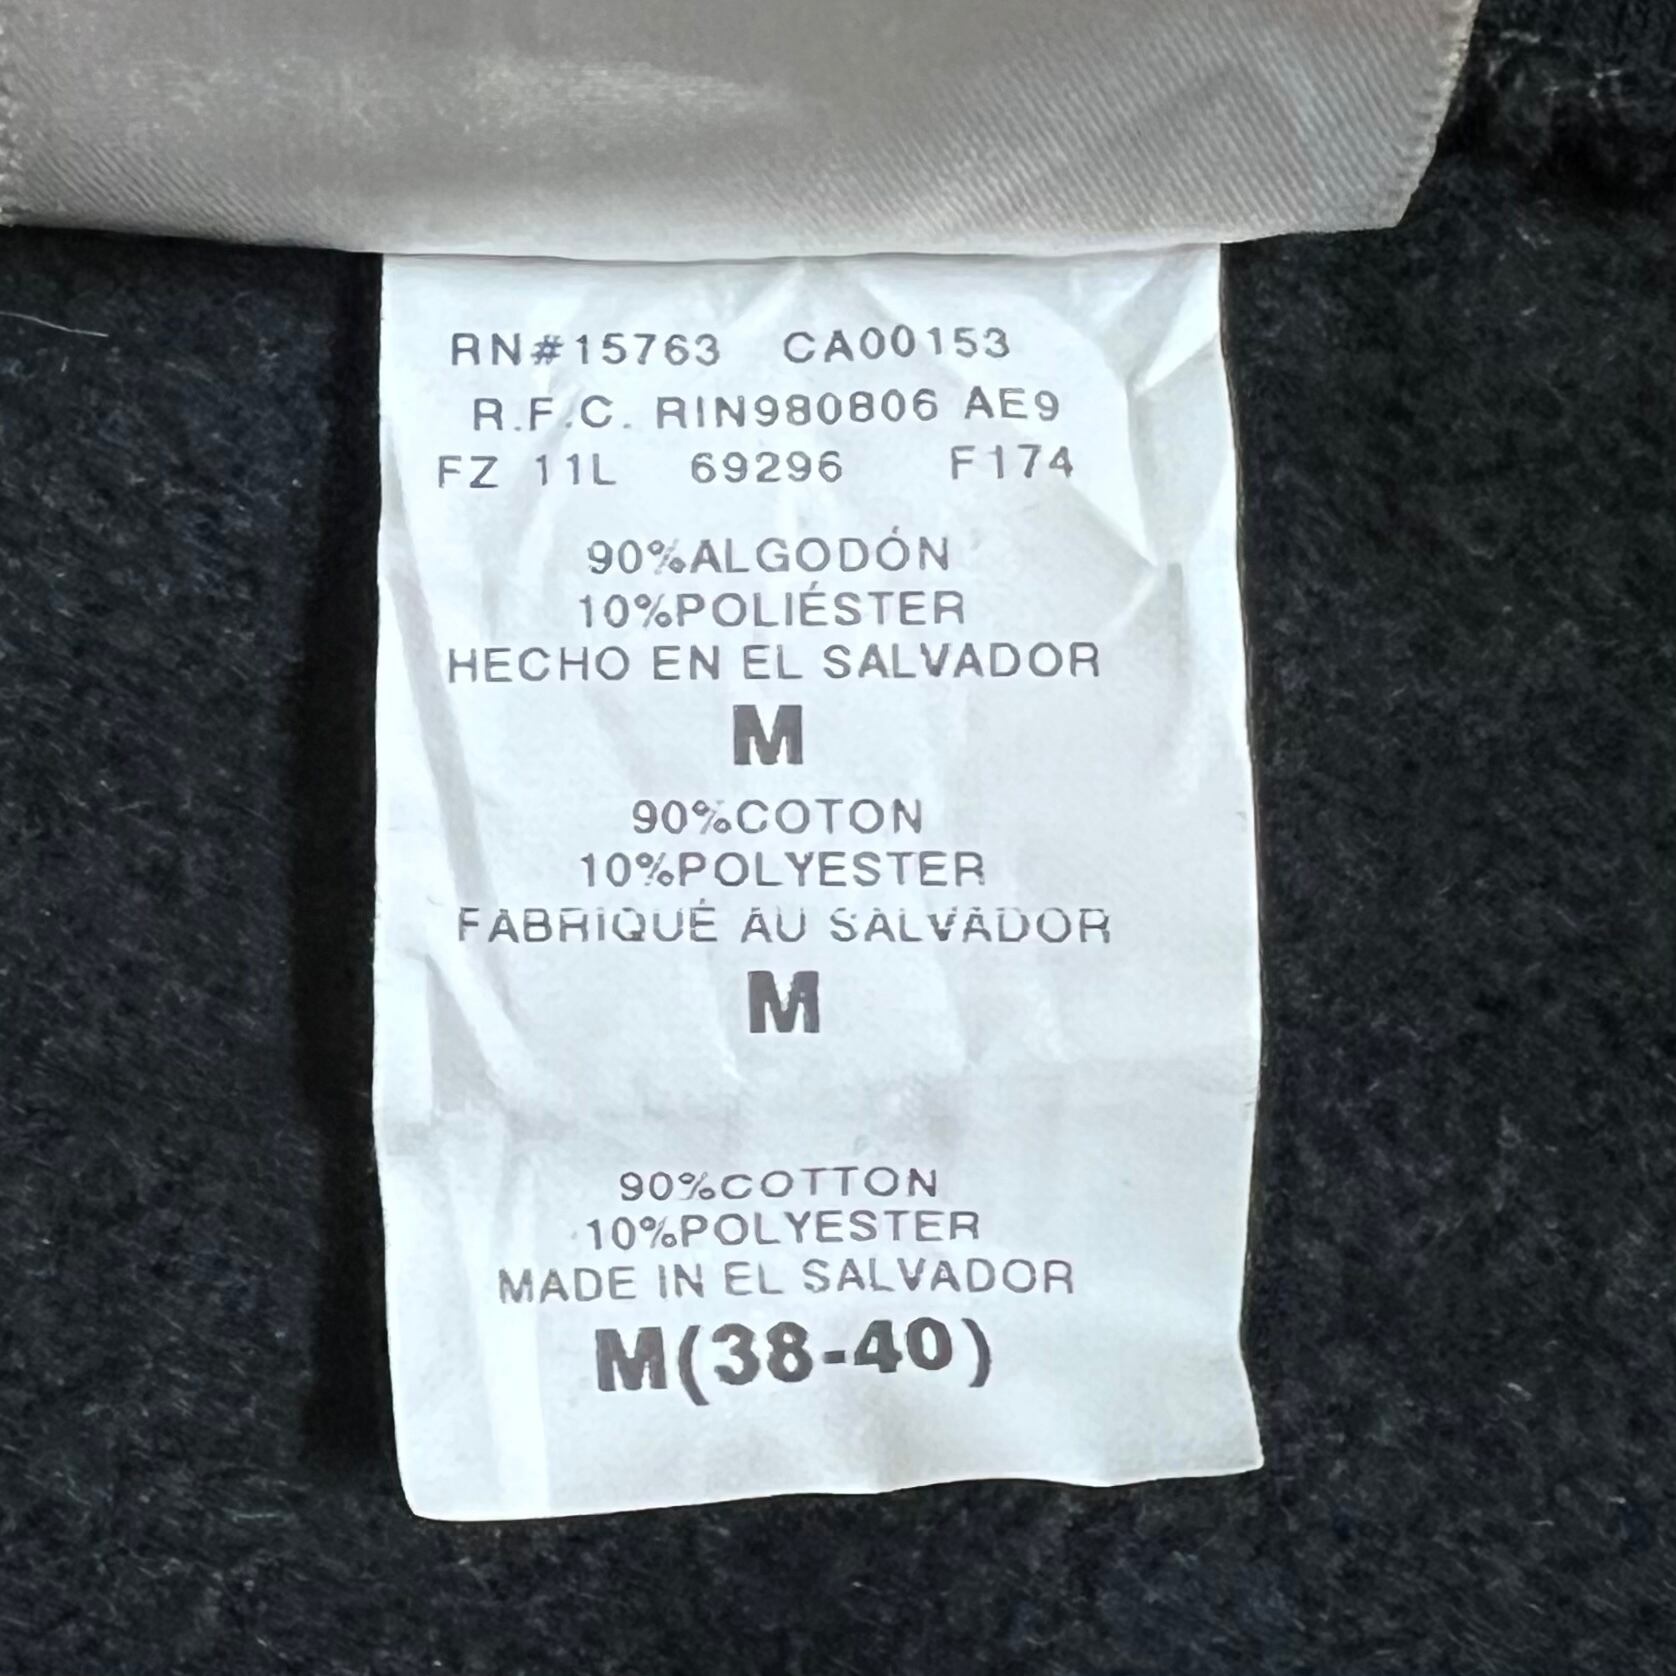 RN#15763 CA00153
R.F.C. RIN980806 AE9
FZ 11L 69296 F174
90%ALGODÓN
10%POLIÉSTER
HECHO EN EL SALVADOR
M
90%COTON
10%POLYESTER
FABRIQUÉ AU SALVADOR
M
90%COTTON
10%POLYESTER
MADE IN EL SALVADOR
M(38-40)